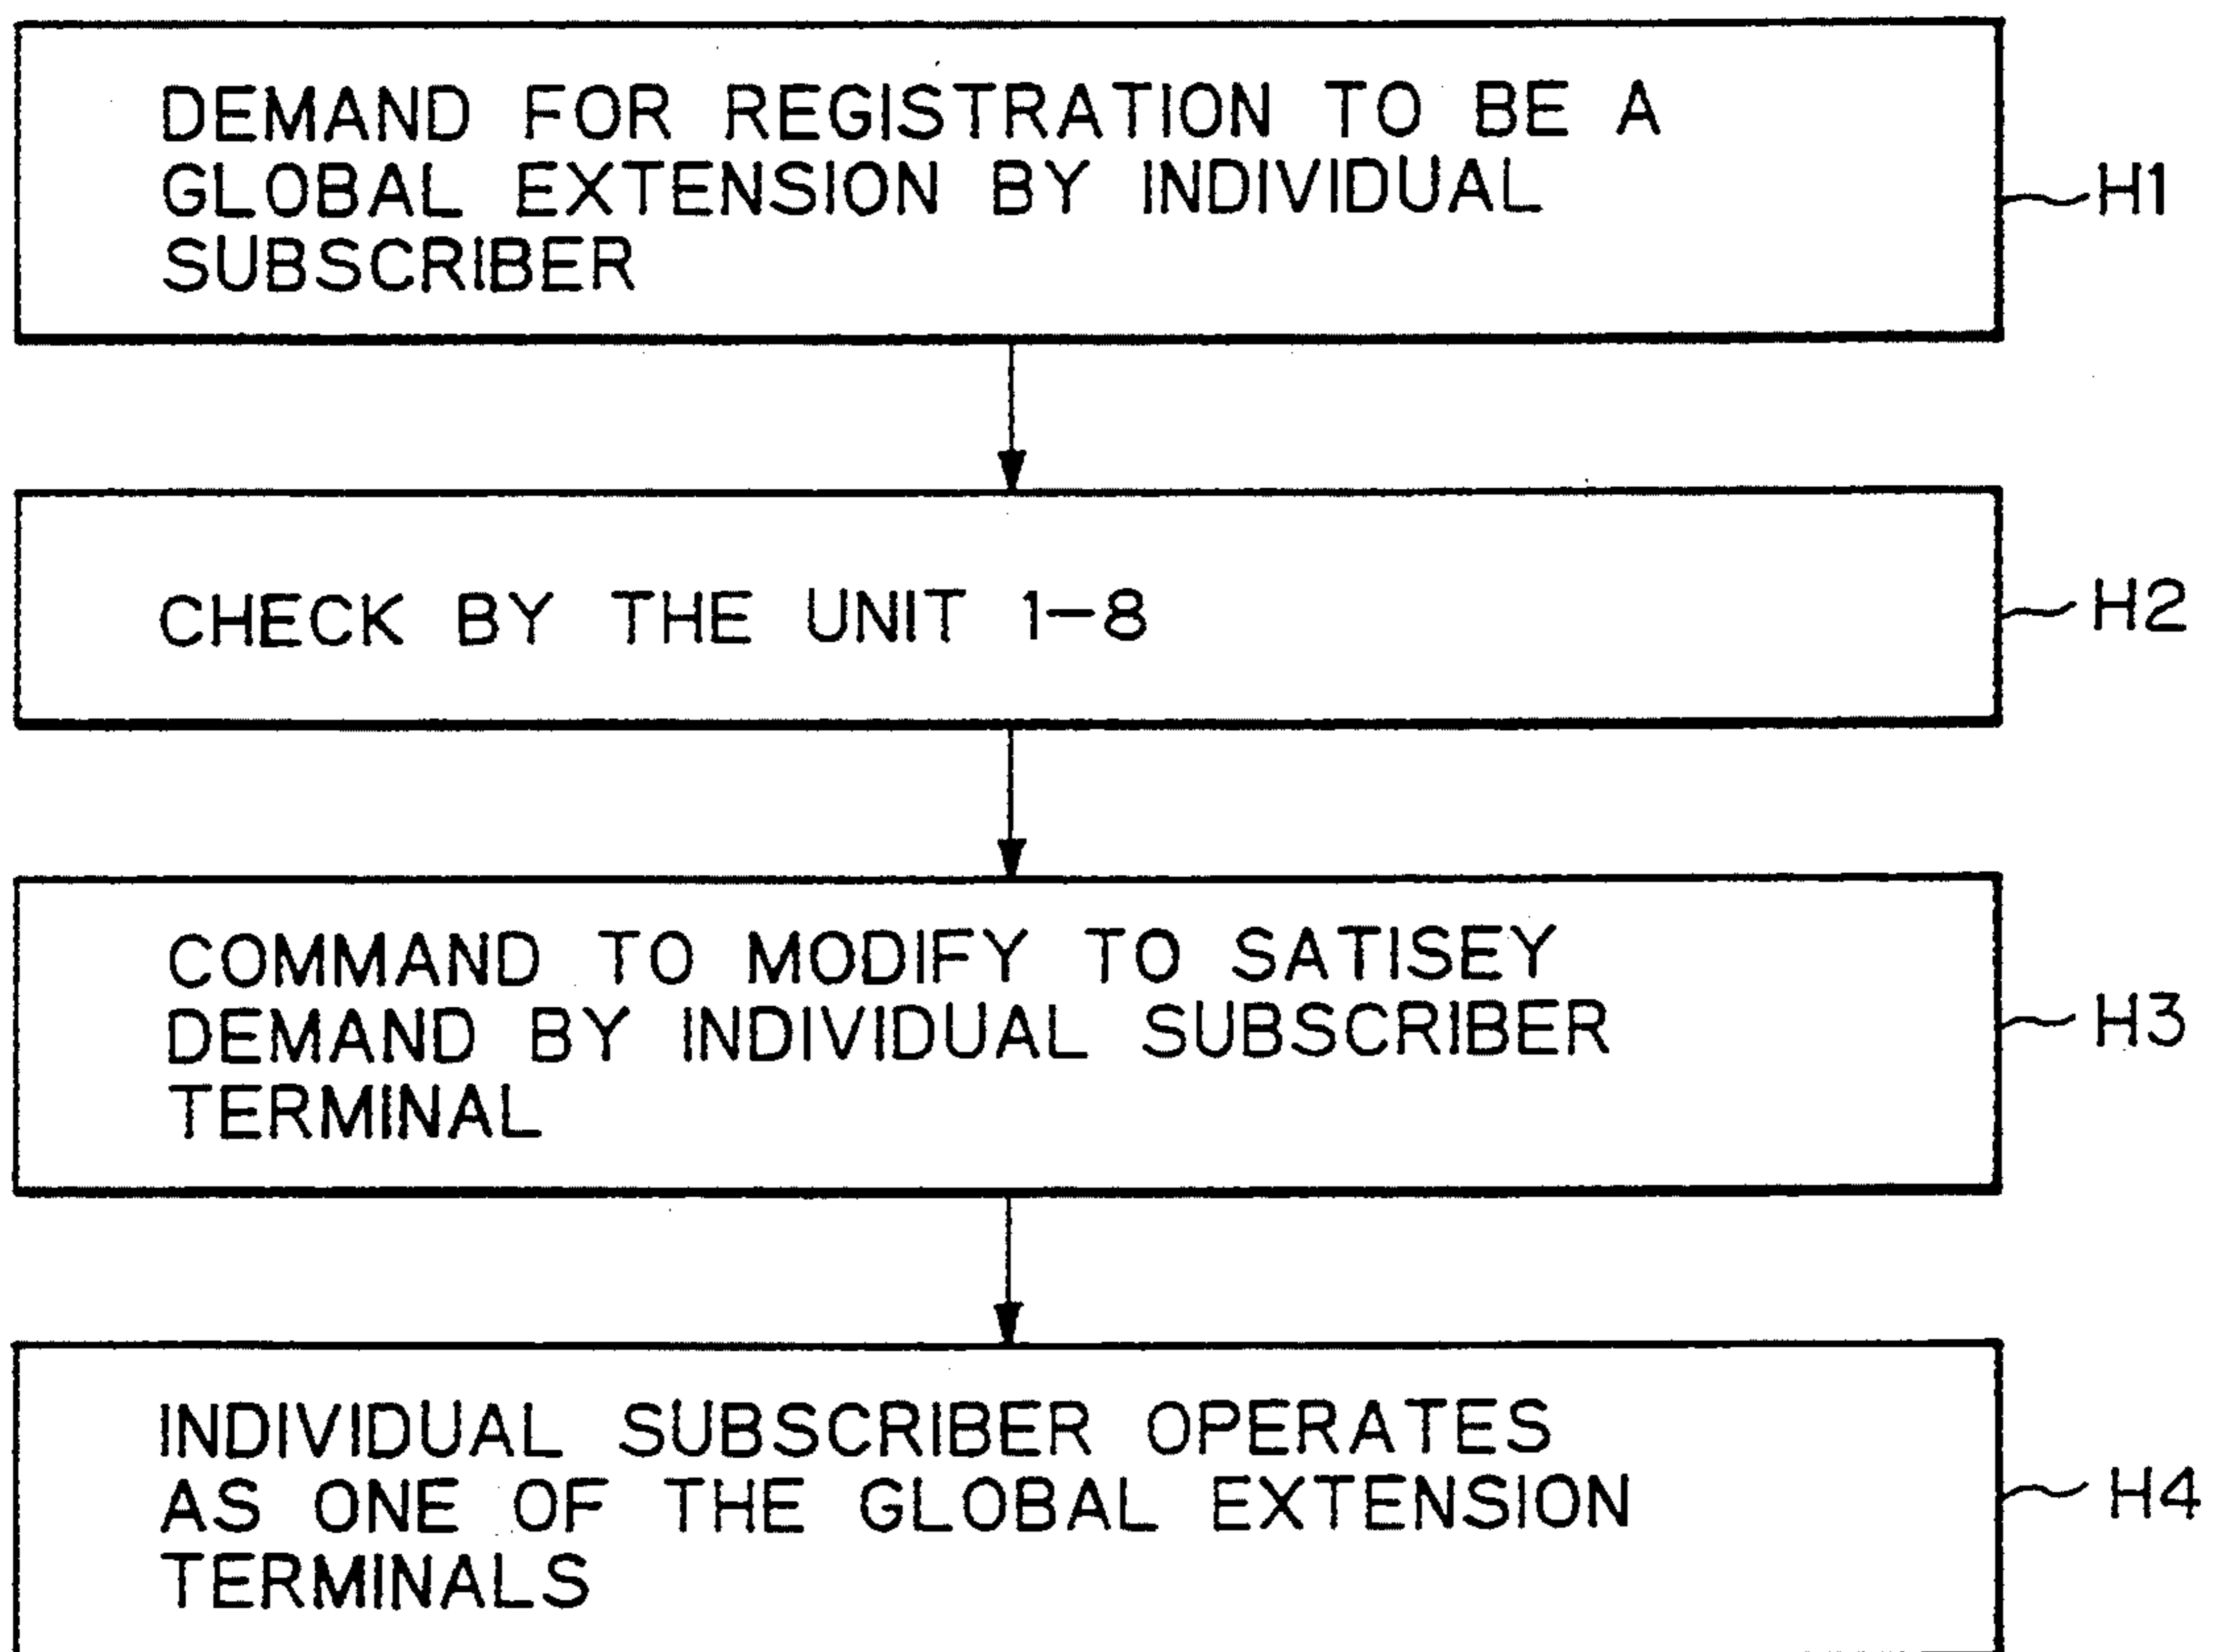 DEMAND FOR REGISTRATION TO BE A
GLOBAL EXTENSION BY INDIVIDUAL
SUBSCRIBER
H1
CHECK BY THE UNIT 1-8
H2
COMMAND TO MODIFY TO SATISEY
DEMAND BY INDIVIDUAL SUBSCRIBER
TERMINAL
H3
INDIVIDUAL SUBSCRIBER OPERATES
AS ONE OF THE GLOBAL EXTENSION
TERMINALS
H4